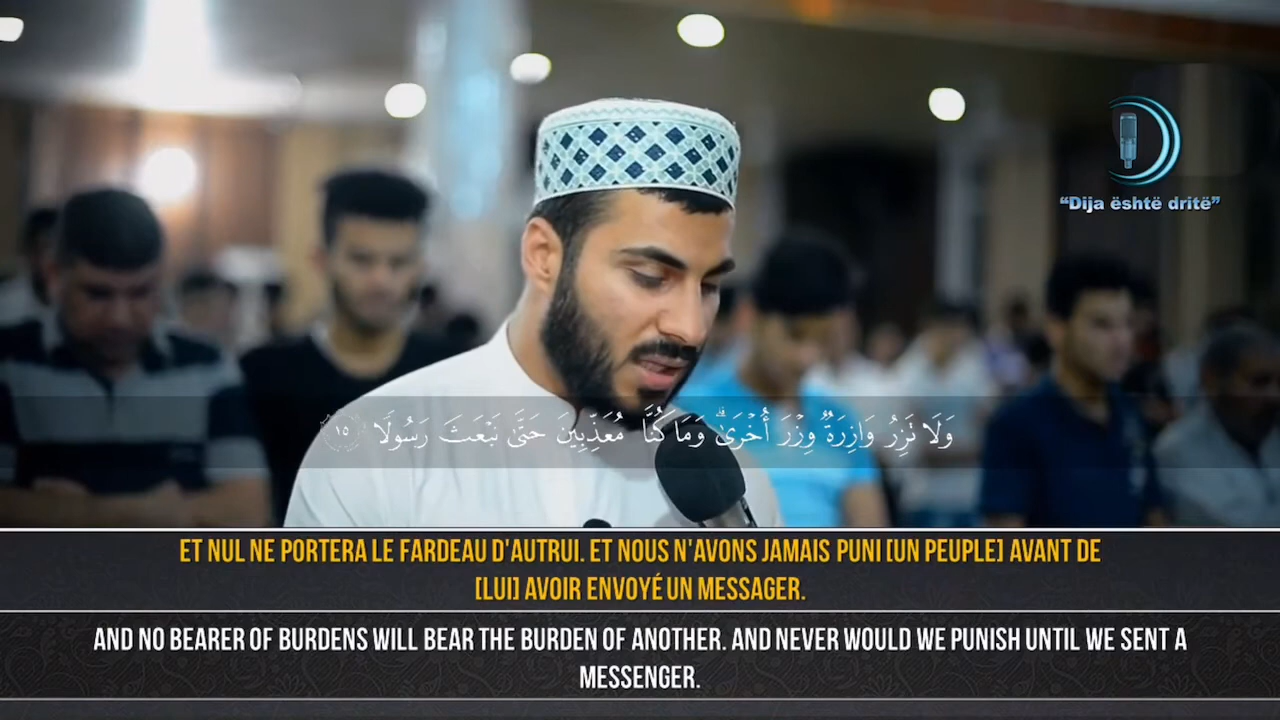 “Dija është dritë”
وَلَا تَزِرُ وَازِرَةٌ وِزْرَ أُخْرَىٰ ۗ وَمَا كُنَّا مُعَذِّبِينَ حَتَّىٰ نَبْعَثَ رَسُولًا ١٥
ET NUL NE PORTERA LE FARDEAU D'AUTRUI. ET NOUS N'AVONS JAMAIS PUNI [UN PEUPLE] AVANT DE
[LUI] AVOIR ENVOYÉ UN MESSAGER.
AND NO BEARER OF BURDENS WILL BEAR THE BURDEN OF ANOTHER. AND NEVER WOULD WE PUNISH UNTIL WE SENT A
MESSENGER.